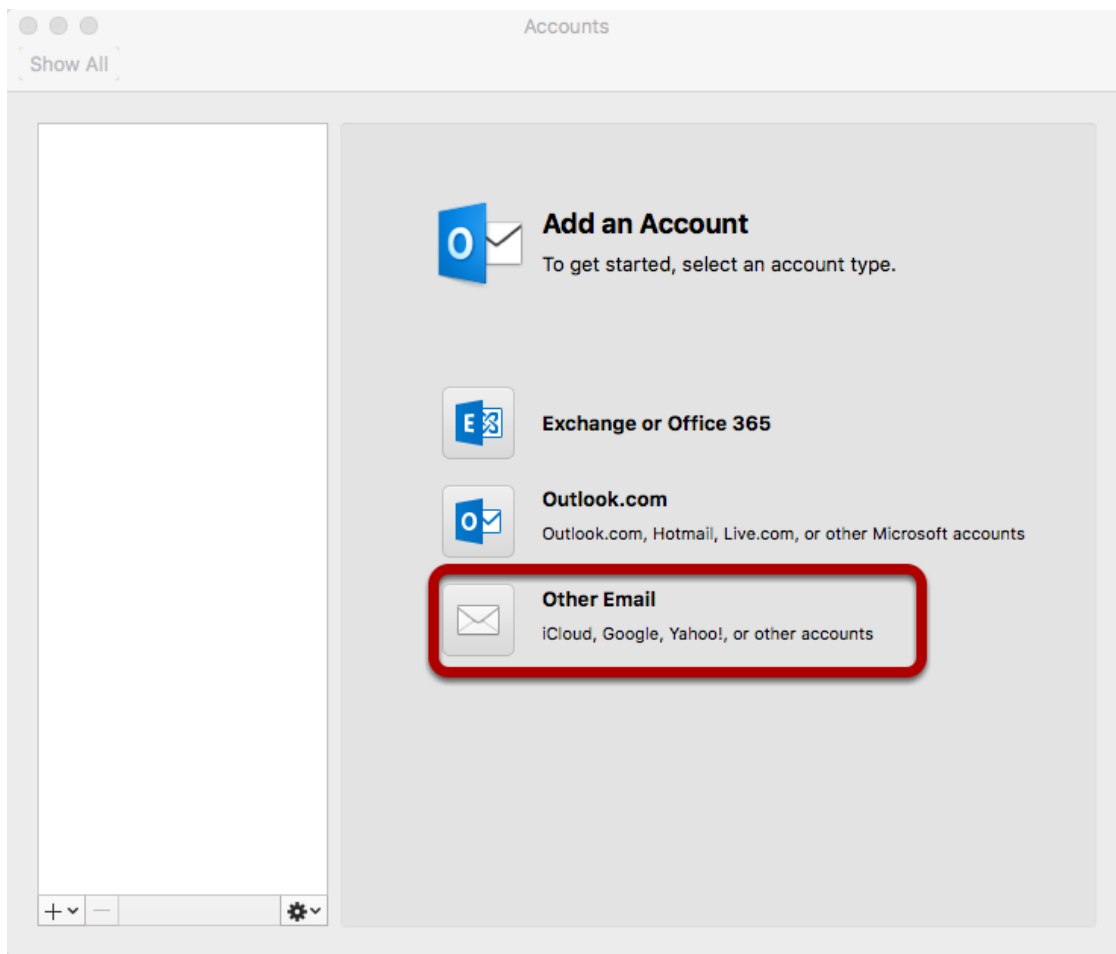 Accounts
Show All
Add an Account
To get started, select an account type.
Exchange or Office 365
Outlook.com
Outlook.com, Hotmail, Live.com, or other Microsoft accounts
Other Email
iCloud, Google, Yahoo!, or other accounts